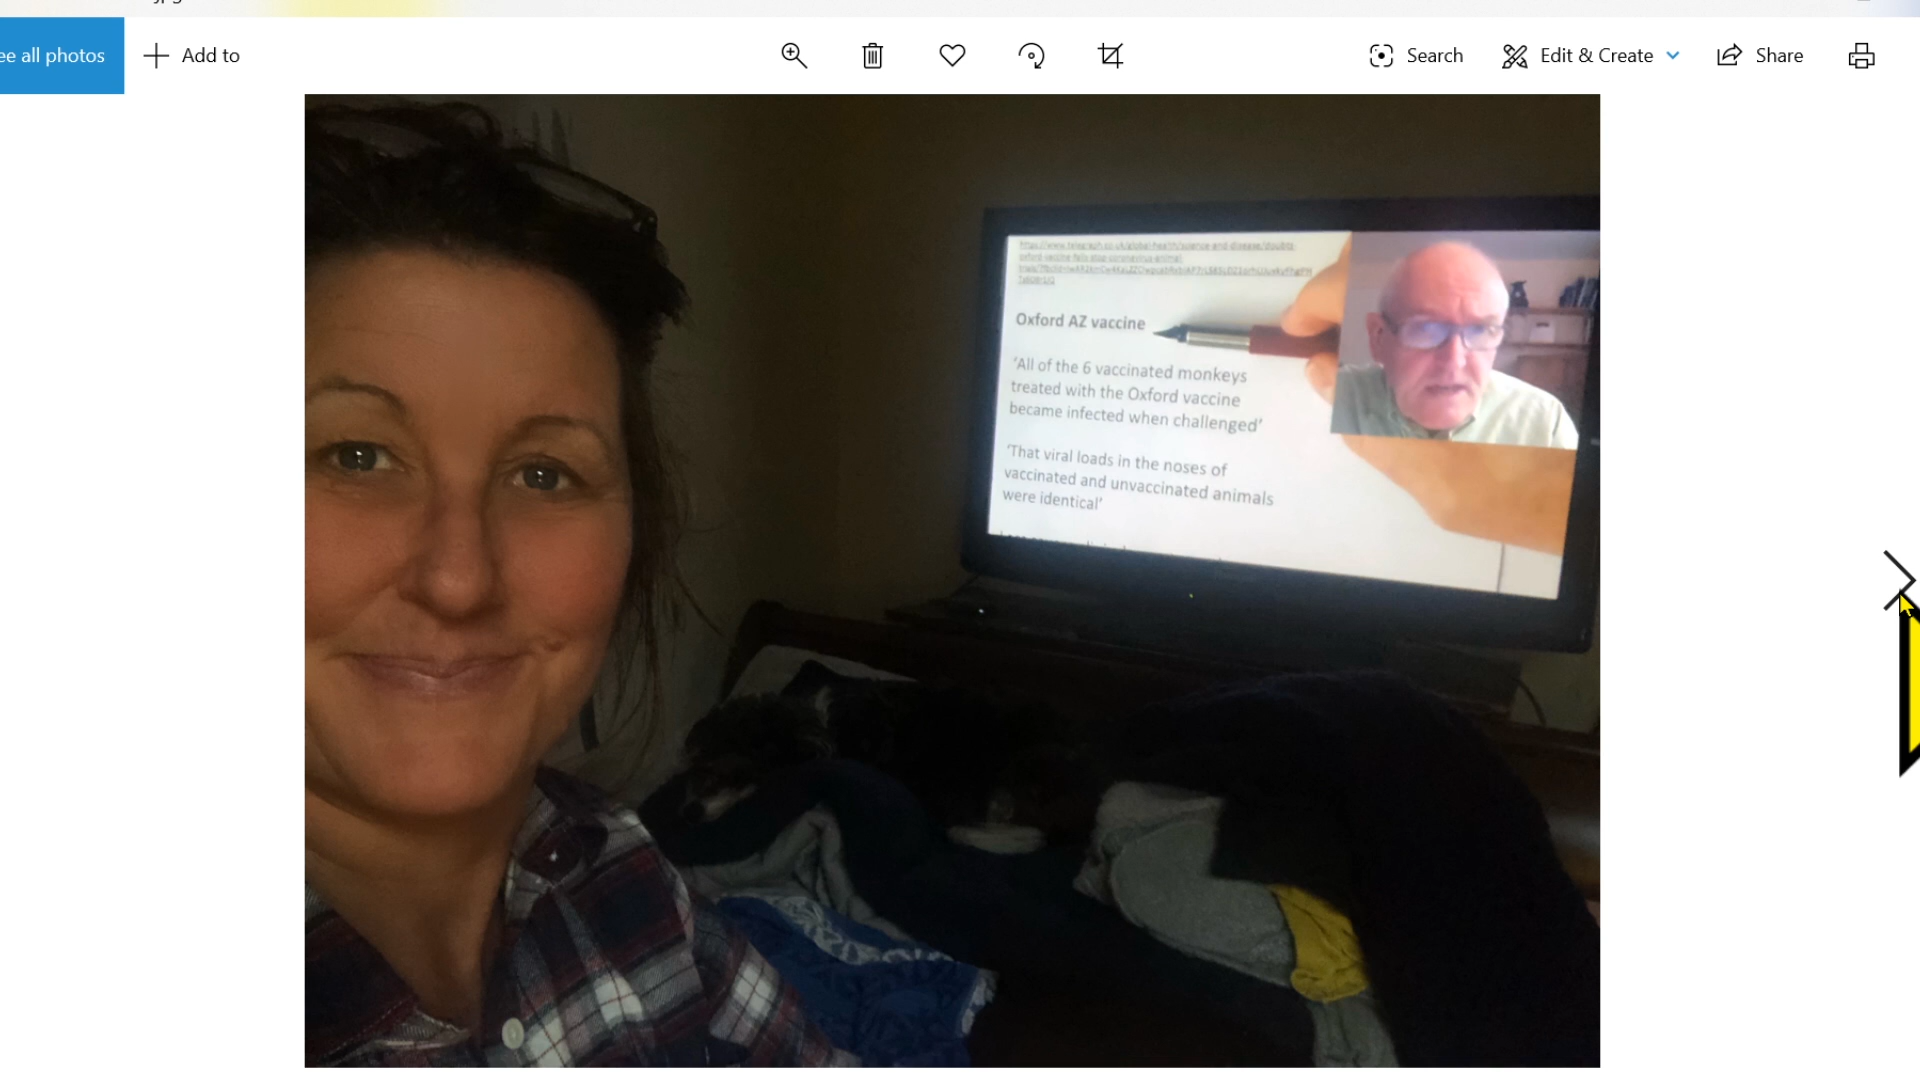 ee all photos
Add to
Search
Edit & Create
Share
Oxford AZ vaccine
'All of the 6 vaccinated monkeys
treated with the Oxford vaccine
became infected when challenged'
'That viral loads in the noses of
vaccinated and unvaccinated animals
were identical'